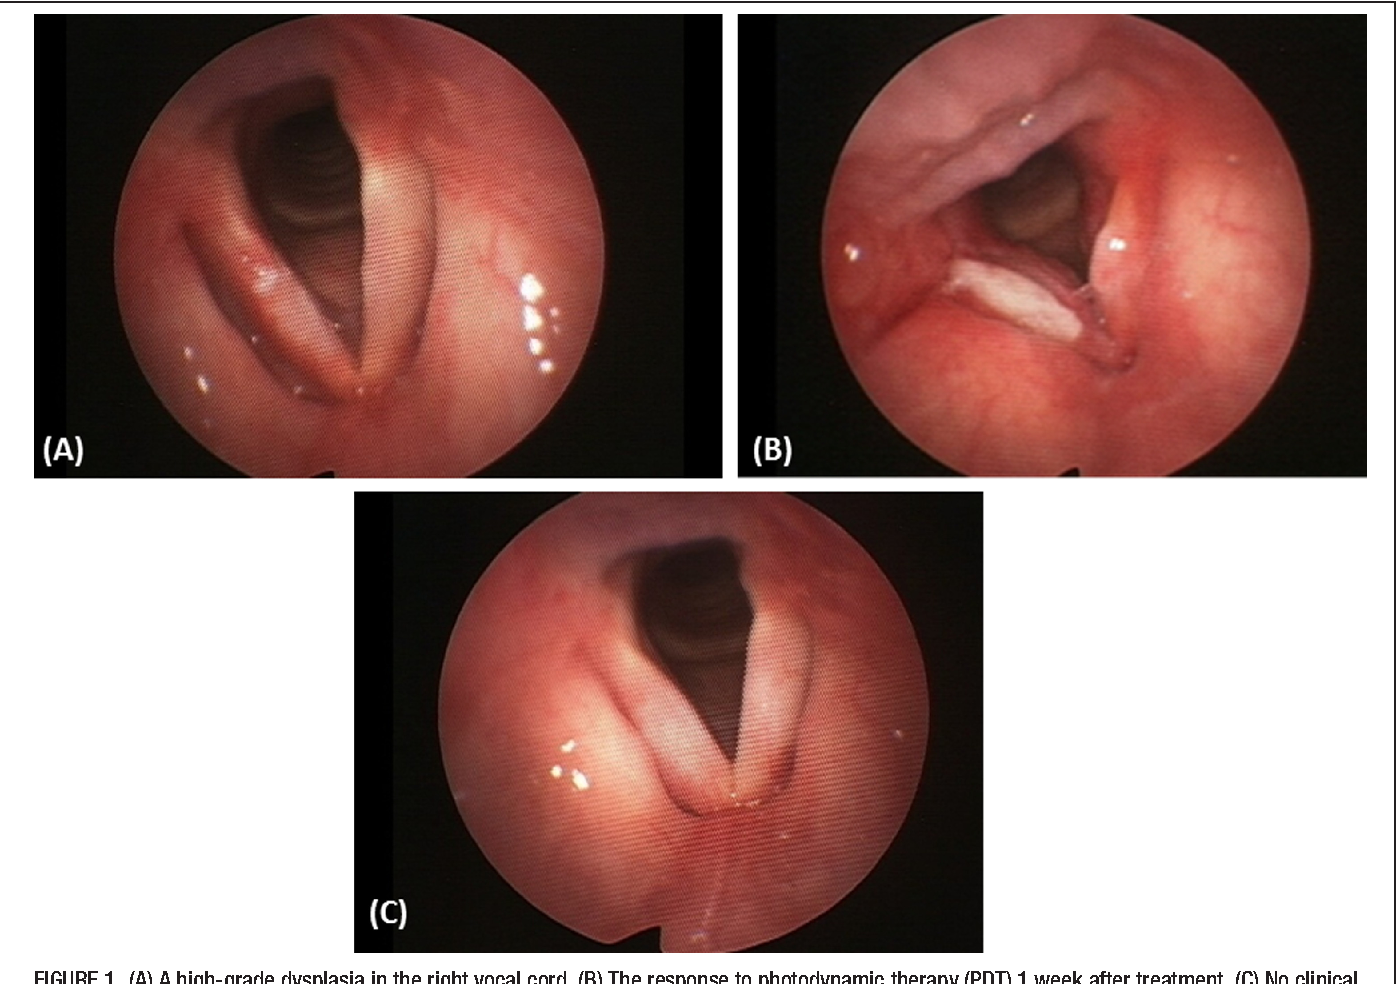 (A)
(B)
(C)
FIGURE 1. (A) A high-grade dysplasia in the right vocal cord. (B) The response to photodynamic therapy (PDT) 1 week after treatment. (C) No clinical